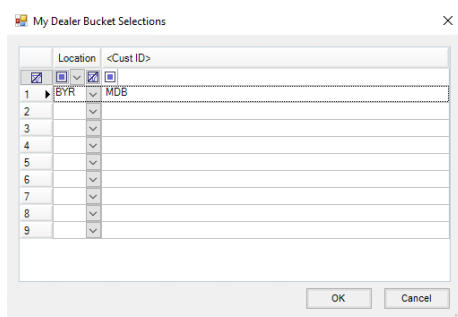 My Dealer Bucket Selections
Location <Cust ID>
1 BYR MDB
2
3
4
5
6
7
8
9
OK Cancel